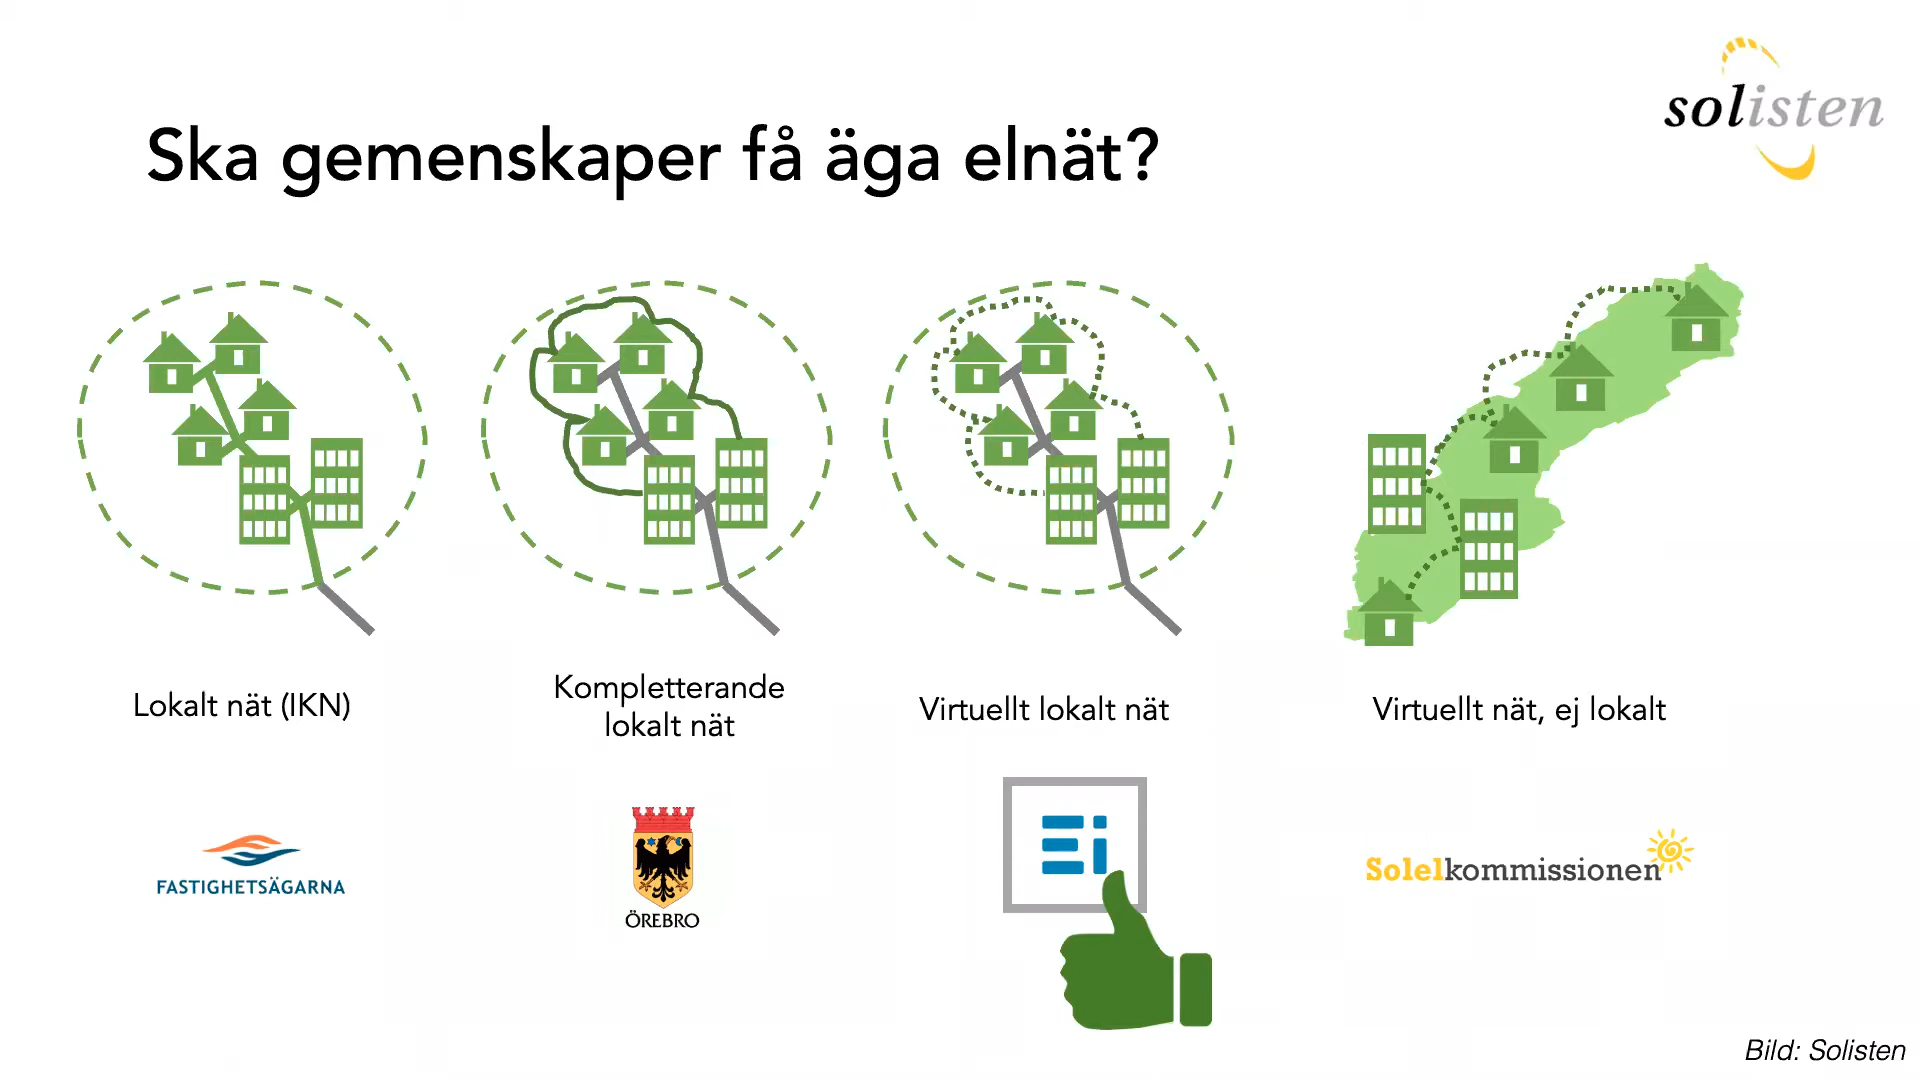 solisten
Ska gemenskaper få äga elnät?
Lokalt nät (IKN)
Kompletterande
lokalt nät
Virtuellt lokalt nät
Virtuellt nät, ej lokalt
FASTIGHETSÄGARNA
ÖREBRO
Ei
Solelkommissionen
Bild: Solisten